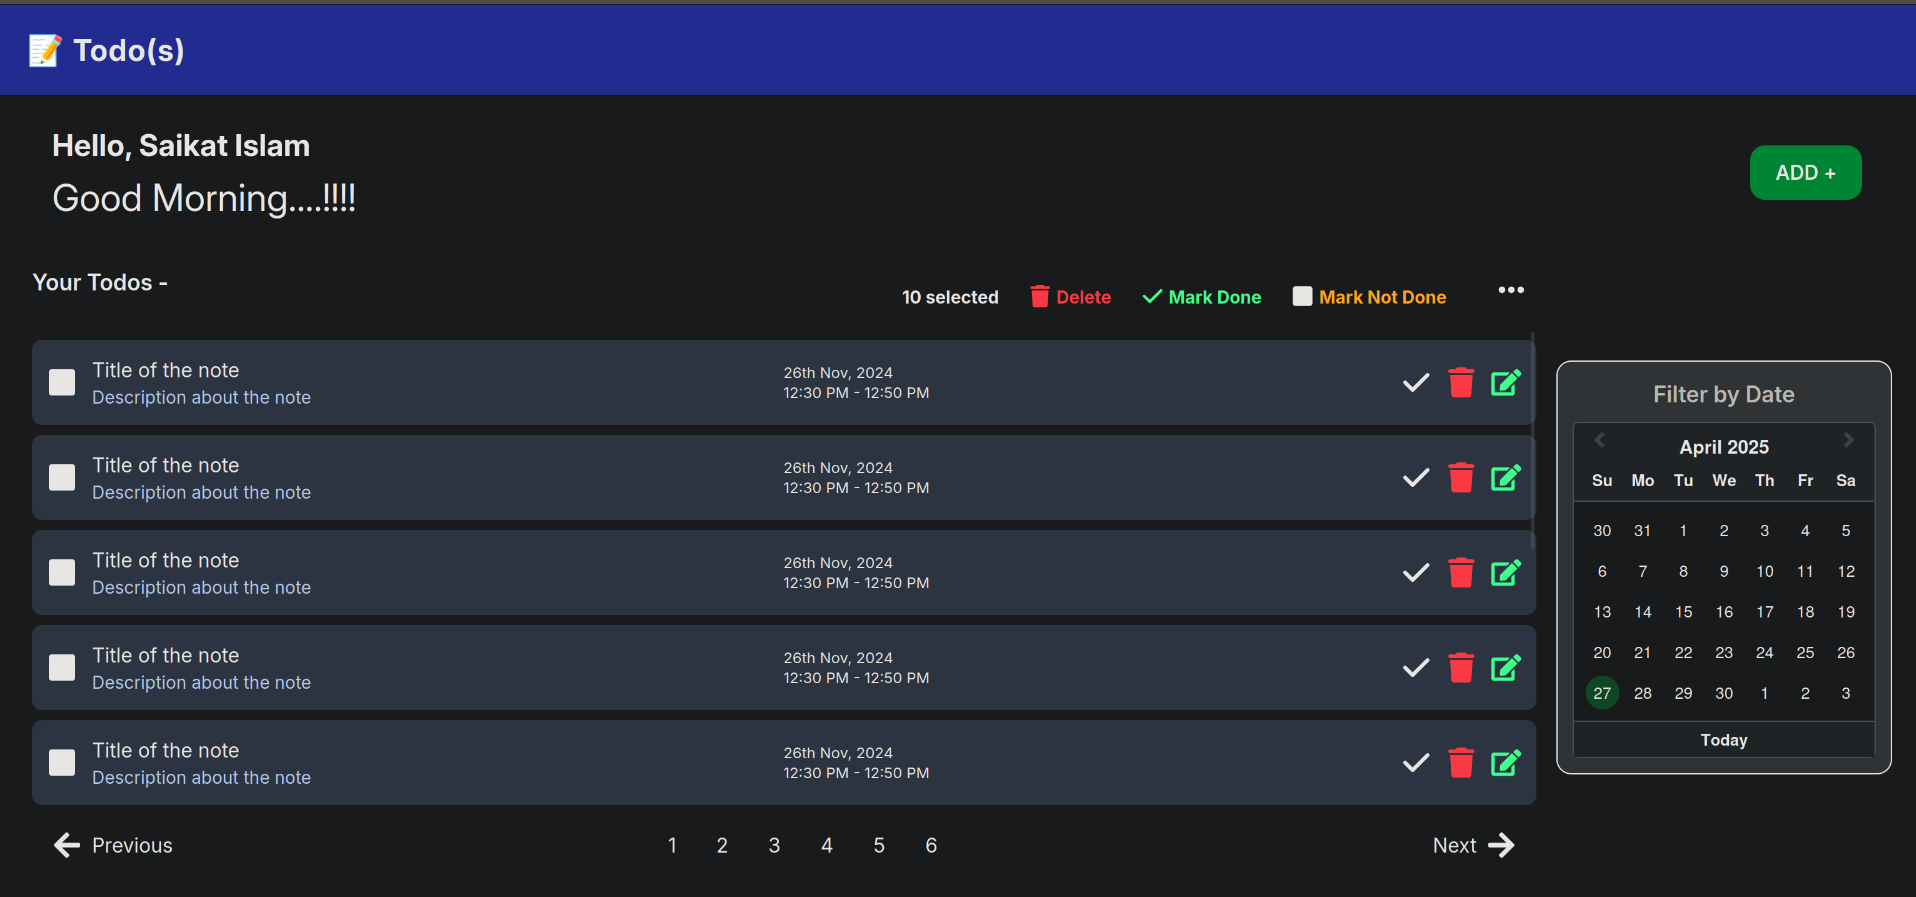 Todo(s)
Hello, Saikat Islam
Good Morning....!!!!
ADD +
Your Todos -
10 selected Delete Mark Done Mark Not Done
Title of the note
Description about the note
26th Nov, 2024
12:30 PM - 12:50 PM
Title of the note
Description about the note
26th Nov, 2024
12:30 PM - 12:50 PM
Title of the note
Description about the note
26th Nov, 2024
12:30 PM - 12:50 PM
Title of the note
Description about the note
26th Nov, 2024
12:30 PM - 12:50 PM
Title of the note
Description about the note
26th Nov, 2024
12:30 PM - 12:50 PM
Previous 1 2 3 4 5 6 Next
Filter by Date
April 2025
Su Mo Tu We Th Fr Sa
30 31 1 2 3 4 5
6 7 8 9 10 11 12
13 14 15 16 17 18 19
20 21 22 23 24 25 26
27 28 29 30 1 2 3
Today